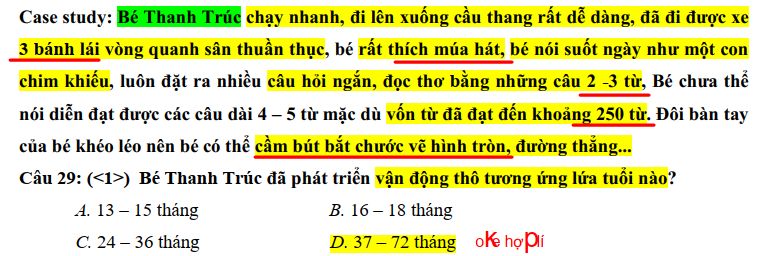 Case study: Bé Thanh Trúc chạy nhanh, đi lên xuống cầu thang rất dễ dàng, đã đi được xe
3 bánh lái vòng quanh sân thuần thục, bé rất thích múa hát, bé nói suốt ngày như một con
chim khiếu, luôn đặt ra nhiều câu hỏi ngắn, đọc thơ bằng những câu 2 -3 từ, Bé chưa thể
nói diễn đạt được các câu dài 4 – 5 từ mặc dù vốn từ đã đạt đến khoảng 250 từ. Đôi bàn tay
của bé khéo léo nên bé có thể cầm bút bắt chước vẽ hình tròn, đường thẳng...
Câu 29: (<1>) Bé Thanh Trúc đã phát triển vận động thô tương ứng lứa tuổi nào?
A. 13 – 15 tháng B. 16 – 18 tháng
C. 24 – 36 tháng D. 37 – 72 tháng oke hợp lí